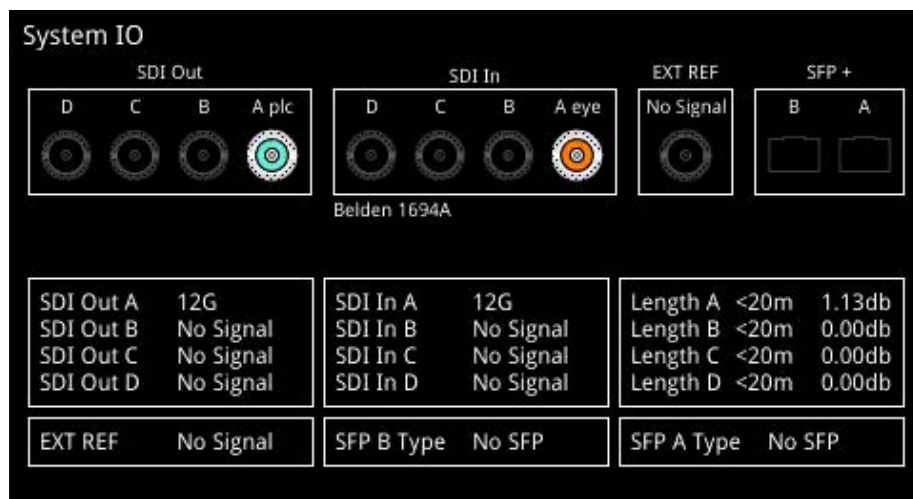 System IO
SDI Out SDI In EXT REF SFP +
D C B A plc D C B A eye No Signal B A
Belden 1694A
SDI Out A 12G SDI In A 12G Length A <20m 1.13db
SDI Out B No Signal SDI In B No Signal Length B <20m 0.00db
SDI Out C No Signal SDI In C No Signal Length C <20m 0.00db
SDI Out D No Signal SDI In D No Signal Length D <20m 0.00db
EXT REF No Signal SFP B Type No SFP SFP A Type No SFP